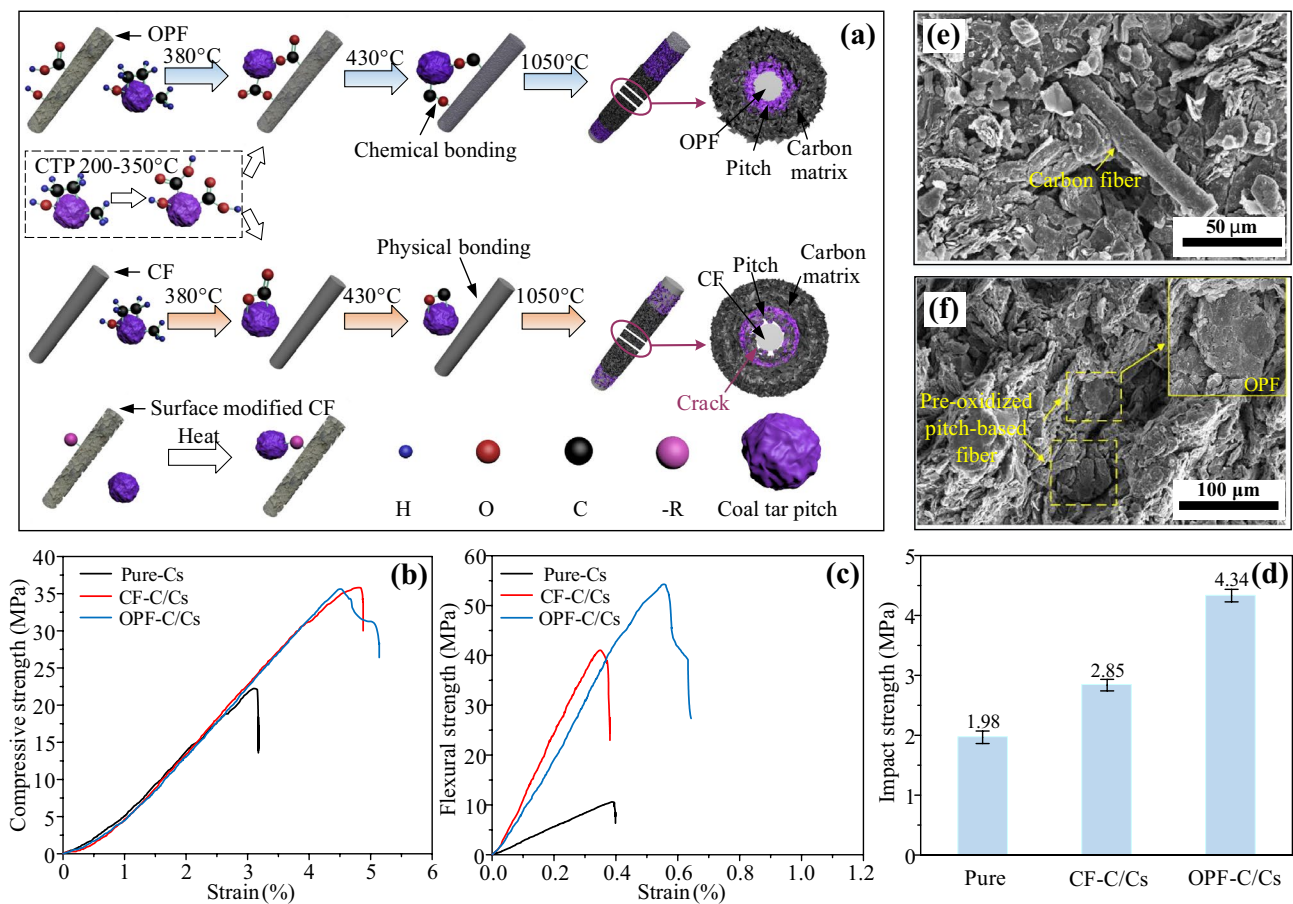 (a)
OPF
380°C
430°C
1050°C
Chemical bonding
OPF
Pitch
Carbon
matrix
CTP 200-350°C
CF
380°C
430°C
Physical bonding
1050°C
CF
Pitch
Carbon
matrix
Crack
Surface modified CF
Heat
H
O
C
-R
Coal tar pitch
(e)
Carbon fiber
50 μm
(f)
OPF
Pre-oxidized
pitch-based
fiber
100 μm
(b)
Pure-Cs
CF-C/Cs
OPF-C/Cs
Compressive strength (MPa)
40
35
30
25
20
15
10
5
0
0 1 2 3 4 5 6
Strain (%)
(c)
Pure-Cs
CF-C/Cs
OPF-C/Cs
Flexural strength (MPa)
60
50
40
30
20
10
0
0.0 0.2 0.4 0.6 0.8 1.0 1.2
Strain (%)
(d)
Impact strength (MPa)
5
4
3
2
1
0
1.98
2.85
4.34
Pure CF-C/Cs OPF-C/Cs